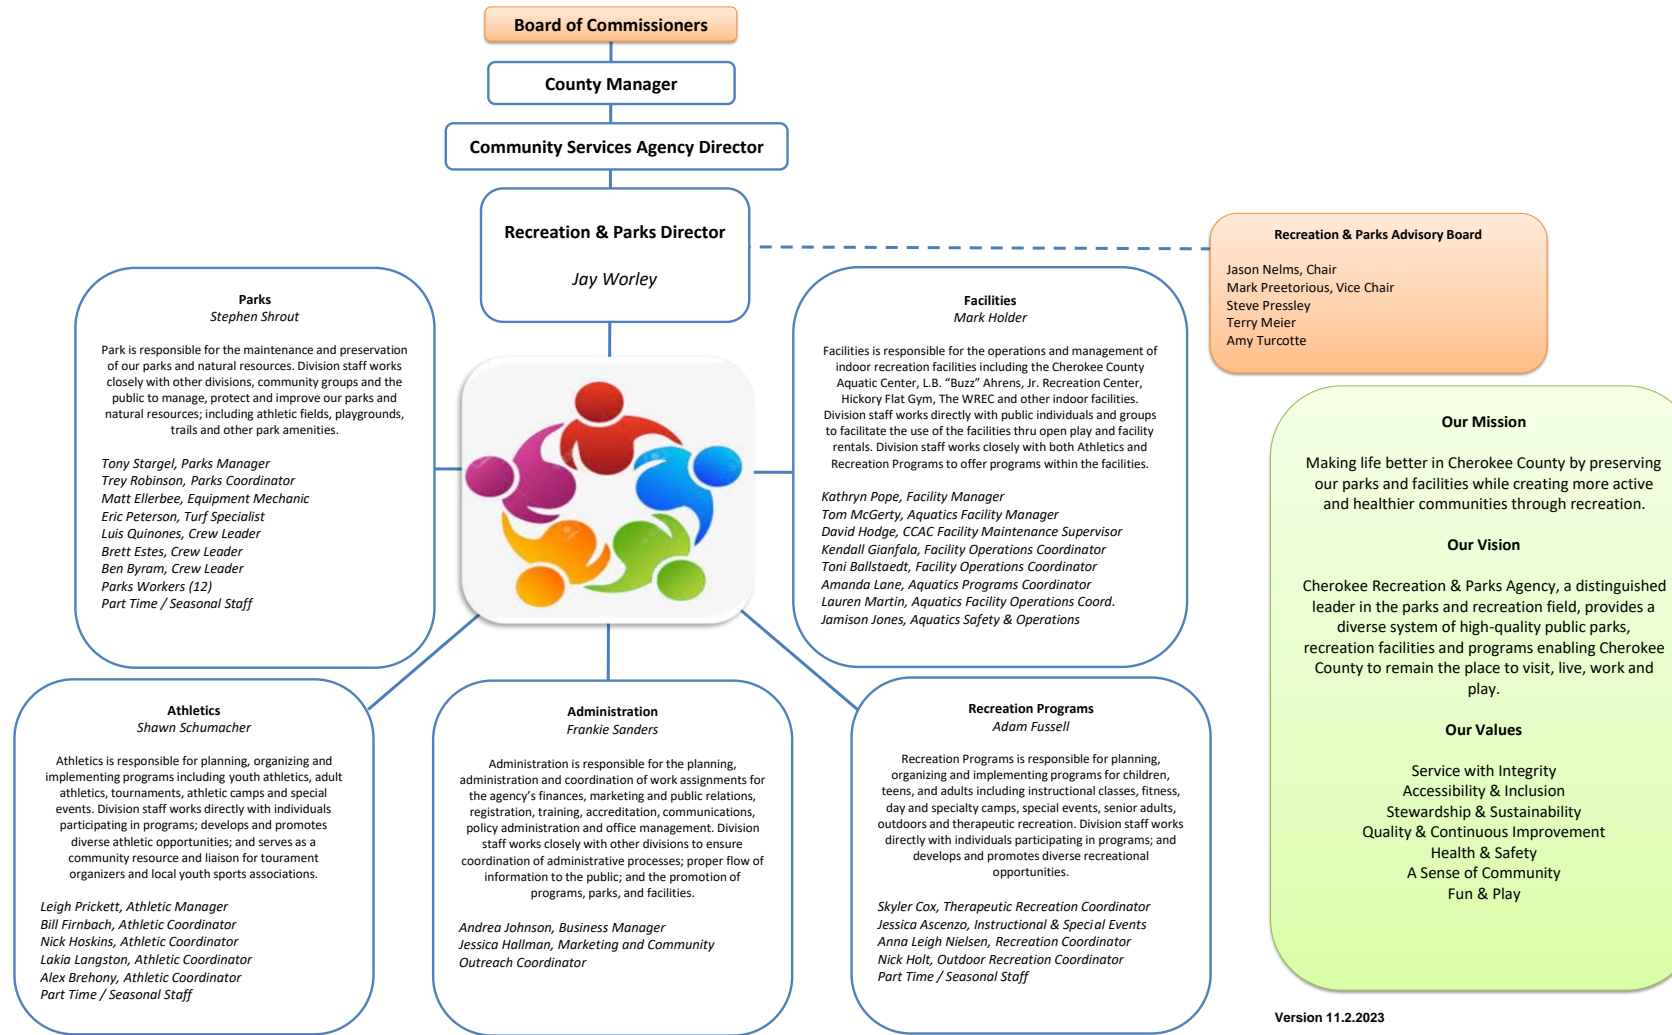 Board of Commissioners
County Manager
Community Services Agency Director
Recreation & Parks Director
Jay Worley
Recreation & Parks Advisory Board
Jason Nelms, Chair
Mark Preetorious, Vice Chair
Steve Pressley
Terry Meier
Amy Turcotte
Parks
Stephen Shrout
Park is responsible for the maintenance and preservation
of our parks and natural resources. Division staff works
closely with other divisions, community groups and the
public to manage, protect and improve our parks and
natural resources; including athletic fields, playgrounds,
trails and other park amenities.
Tony Stargel, Parks Manager
Trey Robinson, Parks Coordinator
Matt Ellerbee, Equipment Mechanic
Eric Peterson, Turf Specialist
Luis Quinones, Crew Leader
Brett Estes, Crew Leader
Ben Byram, Crew Leader
Parks Workers (12)
Part Time / Seasonal Staff
Facilities
Mark Holder
Facilities is responsible for the operations and management of
indoor recreation facilities including the Cherokee County
Aquatic Center, L.B. “Buzz” Ahrens, Jr. Recreation Center,
Hickory Flat Gym, The WREC and other indoor facilities.
Division staff works directly with public individuals and groups
to facilitate the use of the facilities thru open play and facility
rentals. Division staff works closely with both Athletics and
Recreation Programs to offer programs within the facilities.
Kathryn Pope, Facility Manager
Tom McGerty, Aquatics Facility Manager
David Hodge, CCAC Facility Maintenance Supervisor
Kendall Gianfala, Facility Operations Coordinator
Toni Ballstaedt, Facility Operations Coordinator
Amanda Lane, Aquatics Programs Coordinator
Lauren Martin, Aquatics Facility Operations Coord.
Jamison Jones, Aquatics Safety & Operations
Athletics
Shawn Schumacher
Athletics is responsible for planning, organizing and
implementing programs including youth athletics, adult
athletics, tournaments, athletic camps and special
events. Division staff works directly with individuals
participating in programs; develops and promotes
diverse athletic opportunities; and serves as a
community resource and liaison for tourament
organizers and local youth sports associations.
Leigh Prickett, Athletic Manager
Bill Firnbach, Athletic Coordinator
Nick Hoskins, Athletic Coordinator
Lakia Langston, Athletic Coordinator
Alex Brehony, Athletic Coordinator
Part Time / Seasonal Staff
Administration
Frankie Sanders
Administration is responsible for the planning,
administration and coordination of work assignments for
the agency’s finances, marketing and public relations,
registration, training, accreditation, communications,
policy administration and office management. Division
staff works closely with other divisions to ensure
coordination of administrative processes; proper flow of
information to the public; and the promotion of
programs, parks, and facilities.
Andrea Johnson, Business Manager
Jessica Hallman, Marketing and Community
Outreach Coordinator
Recreation Programs
Adam Fussell
Recreation Programs is responsible for planning,
organizing and implementing programs for children,
teens, and adults including instructional classes, fitness,
day and specialty camps, special events, senior adults,
outdoors and therapeutic recreation. Division staff works
directly with individuals participating in programs; and
develops and promotes diverse recreational
opportunities.
Skyler Cox, Therapeutic Recreation Coordinator
Jessica Ascenzo, Instructional & Special Events
Anna Leigh Nielsen, Recreation Coordinator
Nick Holt, Outdoor Recreation Coordinator
Part Time / Seasonal Staff
Our Mission
Making life better in Cherokee County by preserving
our parks and facilities while creating more active
and healthier communities through recreation.
Our Vision
Cherokee Recreation & Parks Agency, a distinguished
leader in the parks and recreation field, provides a
diverse system of high-quality public parks,
recreation facilities and programs enabling Cherokee
County to remain the place to visit, live, work and
play.
Our Values
Service with Integrity
Accessibility & Inclusion
Stewardship & Sustainability
Quality & Continuous Improvement
Health & Safety
A Sense of Community
Fun & Play
Version 11.2.2023